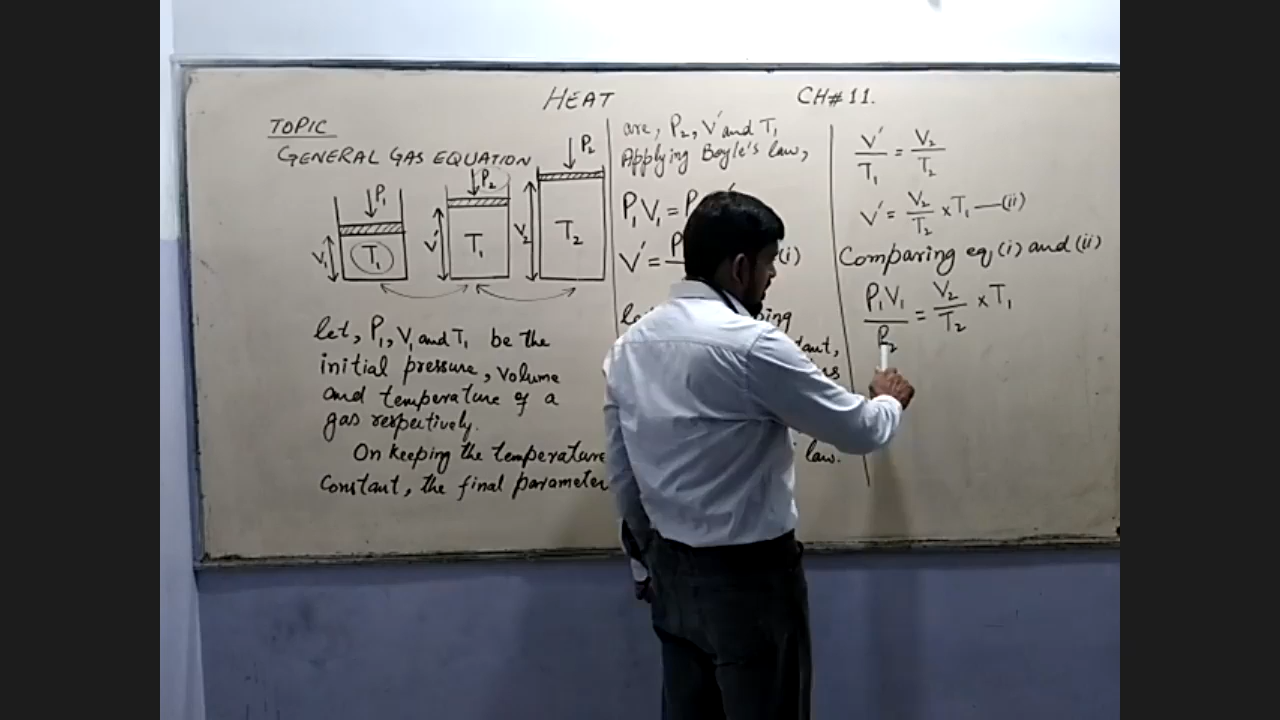 HEAT
CH# 11.
TOPIC
GENERAL GAS EQUATION
P₁
V₁
T₁
P₂
V′
T₁
P₂
V₂
T₂
let, P₁, V₁ and T₁ be the
initial pressure, volume
and temperature of a
gas respectively.
On keeping the temperature
Constant, the final parameter
are, P₂, V′ and T₁
Applying Boyle's law,
P₁V₁ =
V′ = (i)
law.
V′/T₁ = V₂/T₂
V′ = V₂/T₂ × T₁ —(ii)
Comparing eq (i) and (ii)
P₁V₁/P₂ = V₂/T₂ × T₁